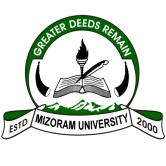 GREATER DEEDS REMAIN
ESTD MIZORAM UNIVERSITY 2000